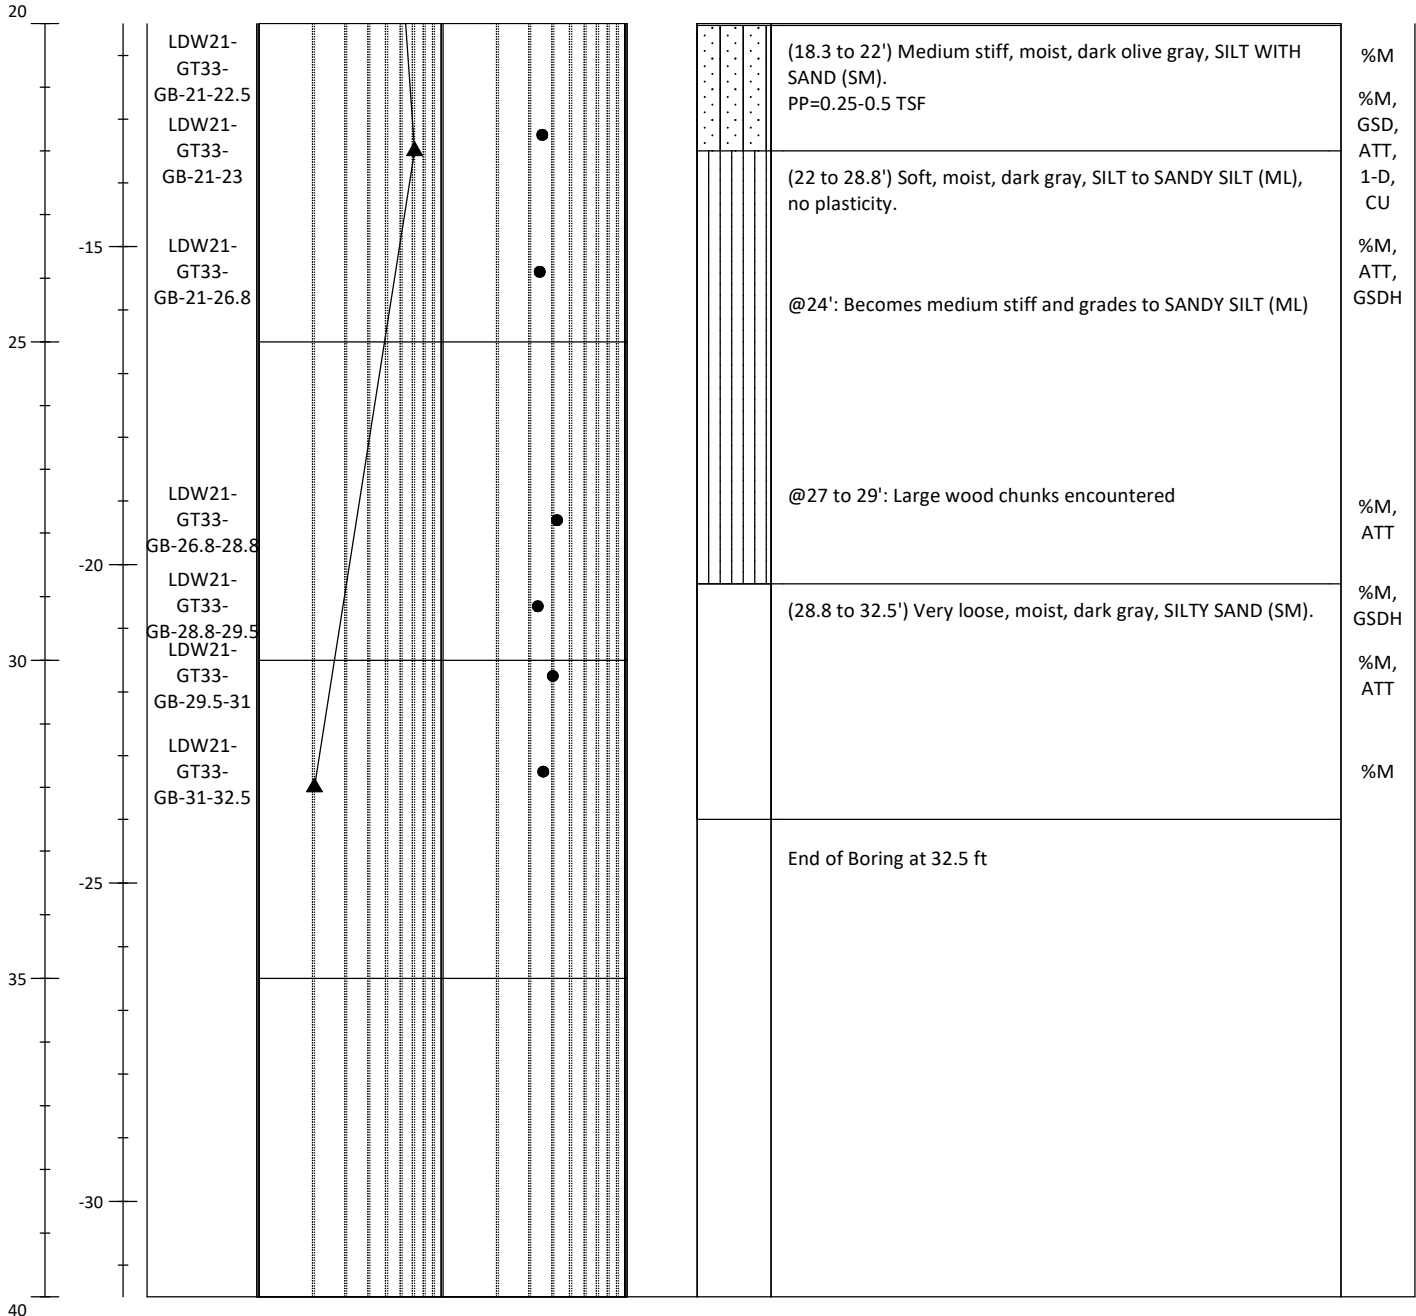 20
25
30
35
40
-15
-20
-25
-30
LDW21-
GT33-
GB-21-22.5
LDW21-
GT33-
GB-21-23
LDW21-
GT33-
GB-21-26.8
LDW21-
GT33-
GB-26.8-28.8
LDW21-
GT33-
GB-28.8-29.5
LDW21-
GT33-
GB-29.5-31
LDW21-
GT33-
GB-31-32.5
(18.3 to 22') Medium stiff, moist, dark olive gray, SILT WITH
SAND (SM).
PP=0.25-0.5 TSF
(22 to 28.8') Soft, moist, dark gray, SILT to SANDY SILT (ML),
no plasticity.
@24': Becomes medium stiff and grades to SANDY SILT (ML)
@27 to 29': Large wood chunks encountered
(28.8 to 32.5') Very loose, moist, dark gray, SILTY SAND (SM).
End of Boring at 32.5 ft
%M
%M,
GSD,
ATT,
1-D,
CU
%M,
ATT,
GSDH
%M,
ATT
%M,
GSDH
%M,
ATT
%M